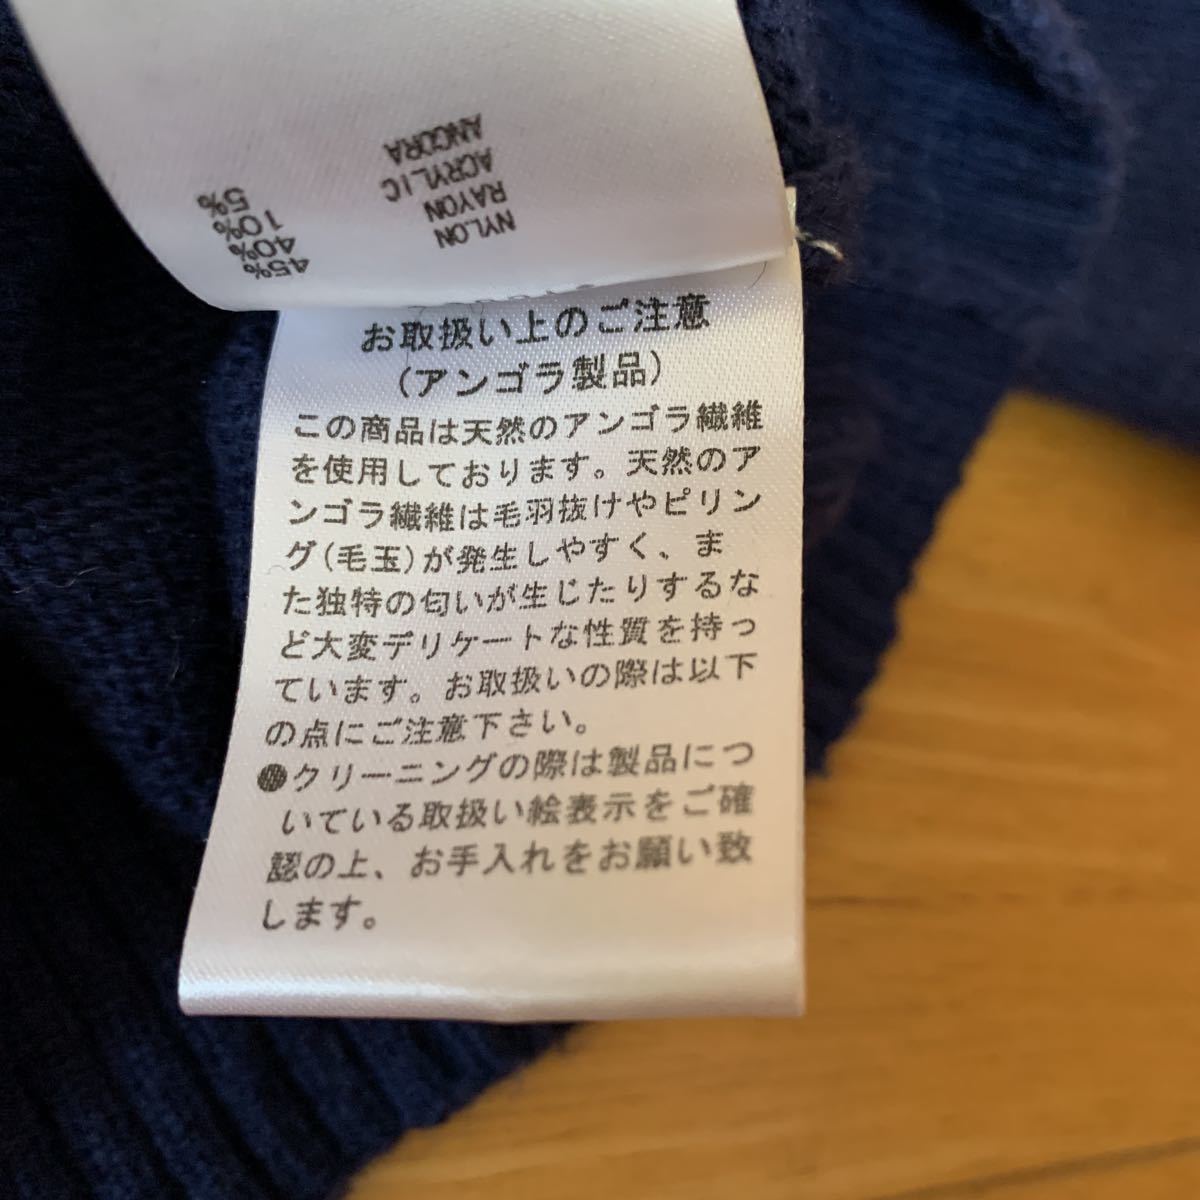 NYLON 45%
RAYON 40%
ACRYLIC 10%
ANGORA 5%
お取扱い上のご注意
(アンゴラ製品)
この商品は天然のアンゴラ繊維
を使用しております。天然のア
ンゴラ繊維は毛羽抜けやピリン
グ(毛玉)が発生しやすく、ま
た独特の匂いが生じたりするな
ど大変デリケートな性質を持っ
ています。お取扱いの際は以下
の点にご注意下さい。
●クリーニングの際は製品につ
いている取扱い絵表示をご確
認の上、お手入れをお願い致
します。